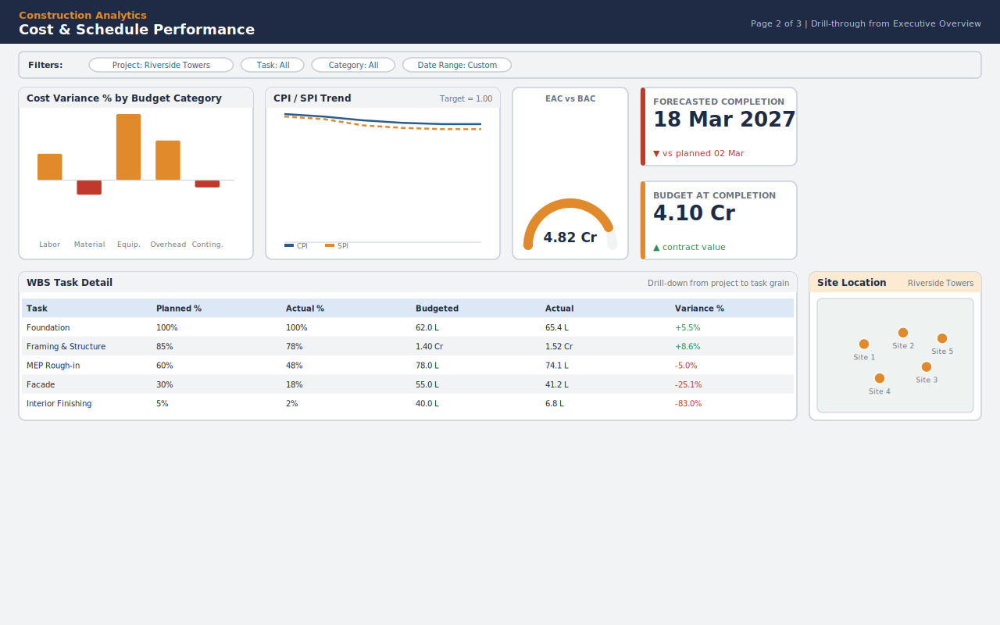 Construction Analytics
Cost & Schedule Performance
Page 2 of 3 | Drill-through from Executive Overview
Filters: Project: Riverside Towers Task: All Category: All Date Range: Custom
Cost Variance % by Budget Category
Labor Material Equip. Overhead Conting.
CPI / SPI Trend Target = 1.00
CPI SPI
EAC vs BAC
4.82 Cr
FORECASTED COMPLETION
18 Mar 2027
▼ vs planned 02 Mar
BUDGET AT COMPLETION
4.10 Cr
▲ contract value
WBS Task Detail Drill-down from project to task grain
Task Planned % Actual % Budgeted Actual Variance %
Foundation 100% 100% 62.0 L 65.4 L +5.5%
Framing & Structure 85% 78% 1.40 Cr 1.52 Cr +8.6%
MEP Rough-in 60% 48% 78.0 L 74.1 L -5.0%
Facade 30% 18% 55.0 L 41.2 L -25.1%
Interior Finishing 5% 2% 40.0 L 6.8 L -83.0%
Site Location Riverside Towers
Site 1
Site 2
Site 5
Site 3
Site 4